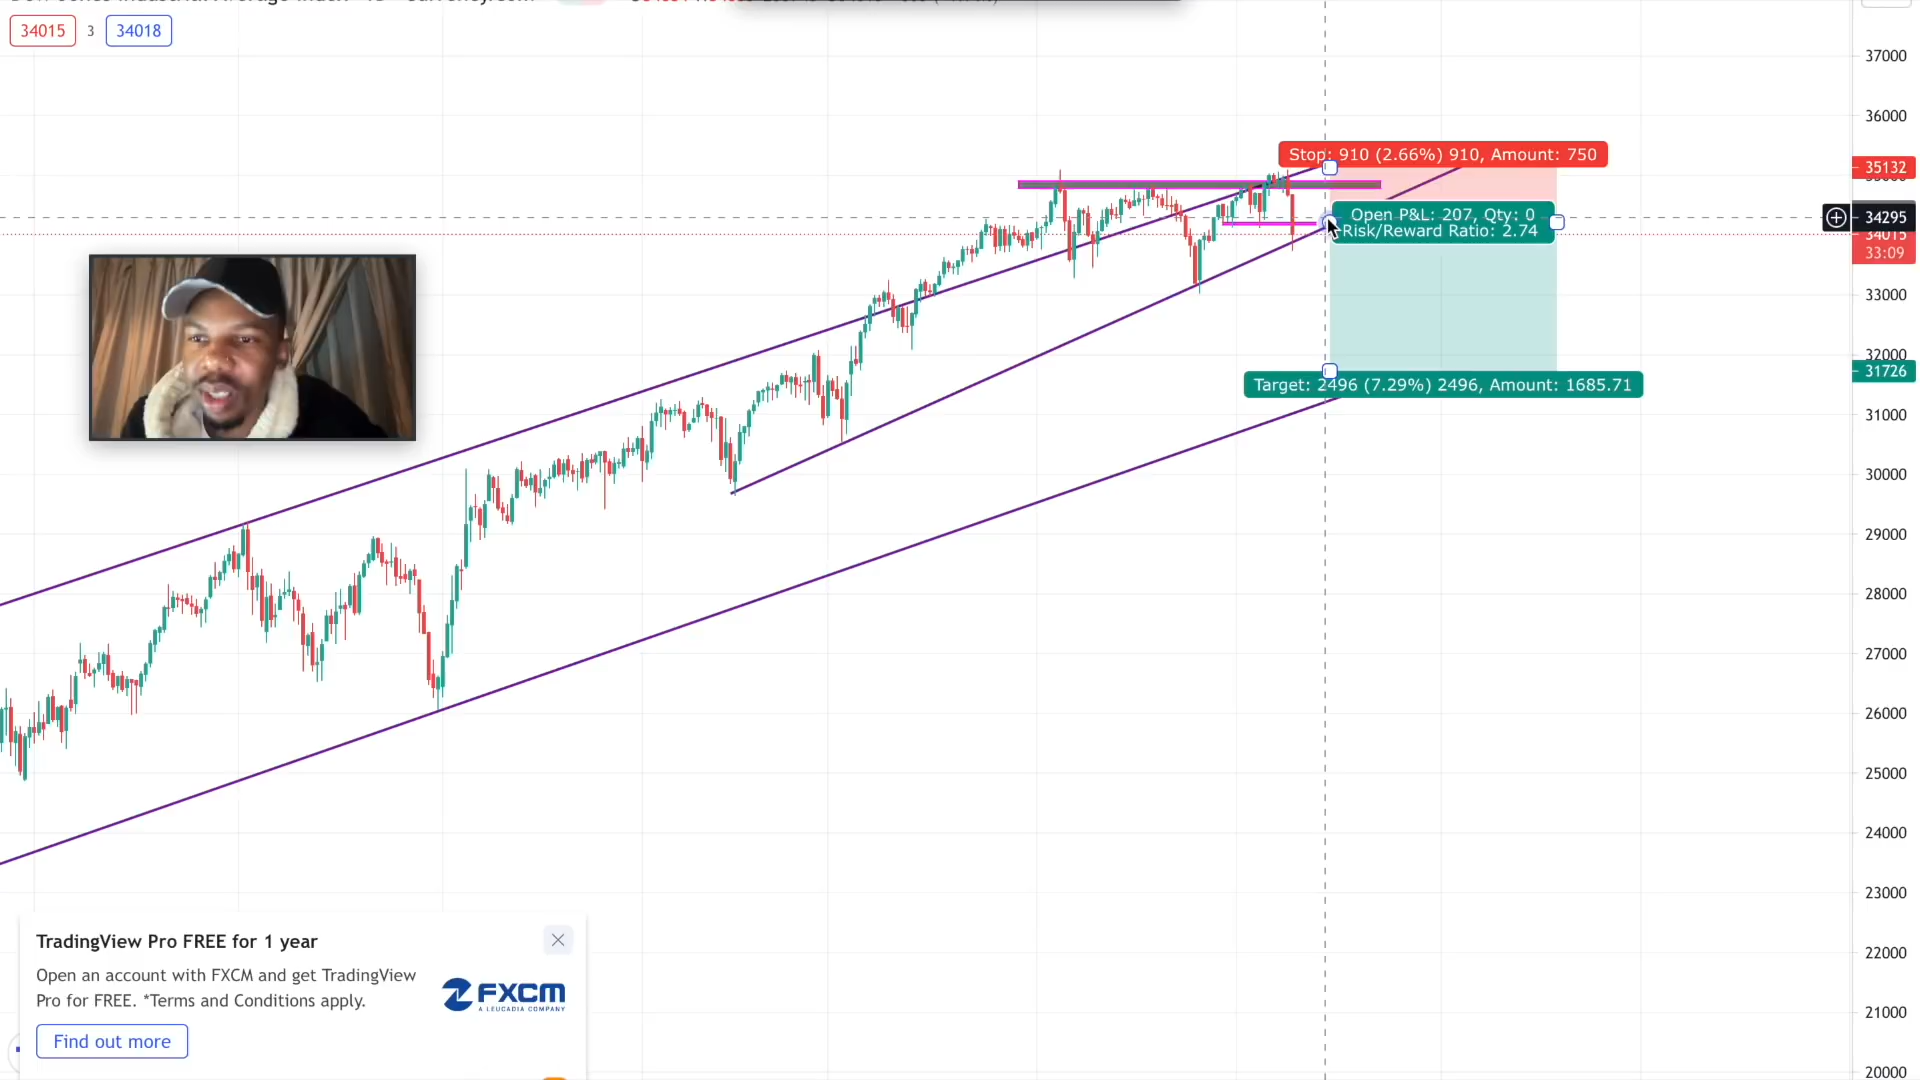 34015 3 34018
37000
36000
Stop: 910 (2.66%) 910, Amount: 750
35132
Open P&L: 207, Qty: 0
34295
Risk/Reward Ratio: 2.74
34015
33:09
33000
32000
31726
Target: 2496 (7.29%) 2496, Amount: 1685.71
31000
30000
29000
28000
27000
26000
25000
24000
23000
22000
21000
20000
TradingView Pro FREE for 1 year
Open an account with FXCM and get TradingView
Pro for FREE. *Terms and Conditions apply.
FXCM
A LEUCADIA COMPANY
Find out more